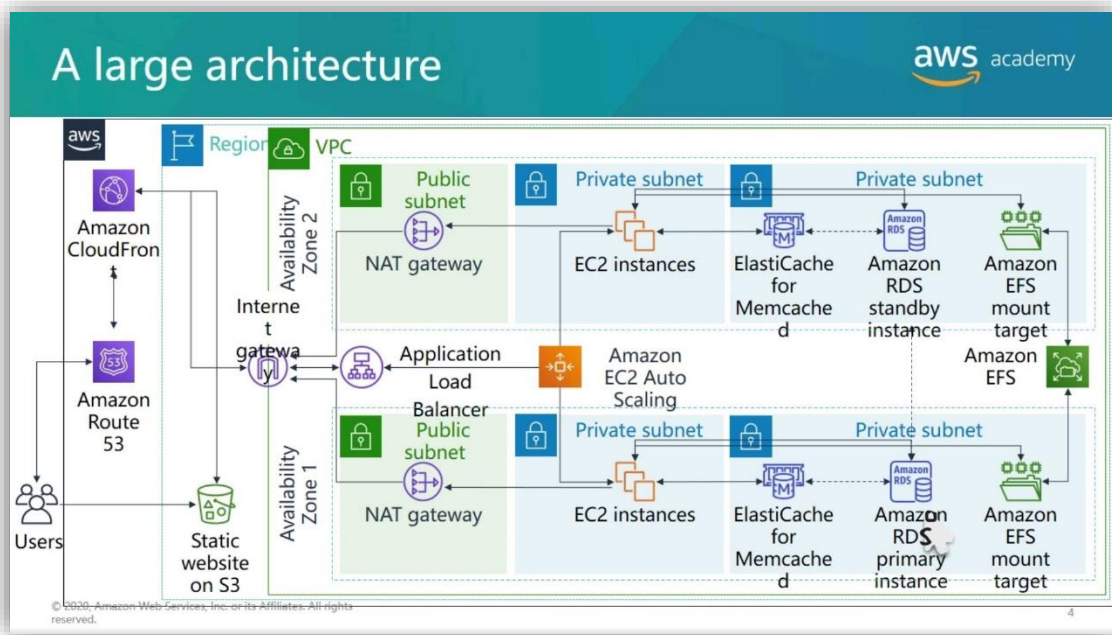 A large architecture
aws academy
aws
Region
VPC
Amazon
CloudFron
t
Amazon
Route
53
53
Users
Static
website
on S3
Interne
t
gatewa
y
Availability
Zone 2
Public
subnet
NAT gateway
Private subnet
EC2 instances
Private subnet
M
ElastiCache
for
Memcache
d
Amazon
RDS
Amazon
RDS
standby
instance
Amazon
EFS
mount
target
Application
Load
Balancer
Amazon
EC2 Auto
Scaling
Amazon
EFS
Availability
Zone 1
Public
subnet
NAT gateway
Private subnet
EC2 instances
Private subnet
M
ElastiCache
for
Memcache
d
Amazon
RDS
Amazon
RDS
primary
instance
Amazon
EFS
mount
target
© 2020, Amazon Web Services, Inc. or its Affiliates. All rights
reserved.
4